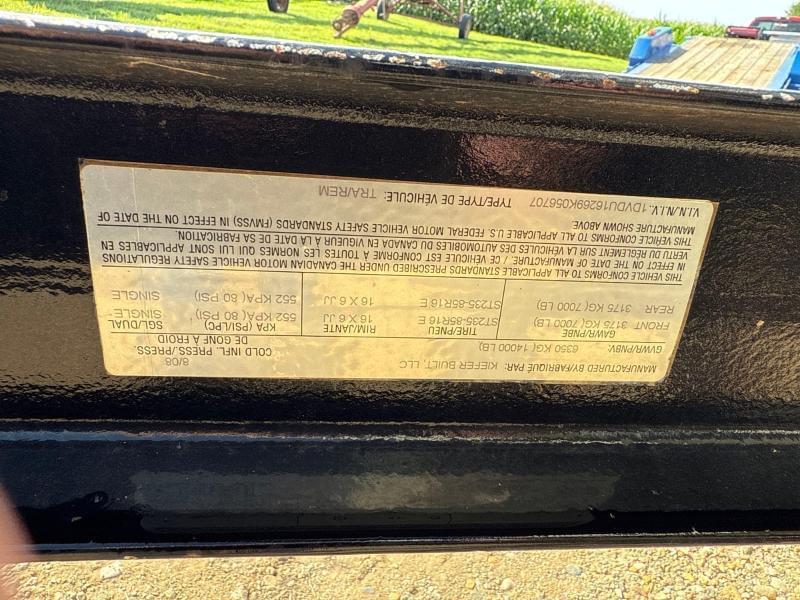 MANUFACTURED BY/FABRIQUÉ PAR: KIEFER BUILT, LLC 8/08
GVWR/PNBV. 6350 KG(14000 LB) COLD INFL. PRESS./PRESS.
DE GONF À FROID
GAWR/PNBE TIRE/PNEU RIM/JANTE KPA (PSI/LPC) SGL/DUAL
FRONT 3175 KG(7000 LB) ST235-85R16 E 16 X 6 JJ 552 KPA( 80 PSI) SINGLE
REAR 3175 KG(7000 LB) ST235-85R16 E 16 X 6 JJ 552 KPA( 80 PSI) SINGLE
THIS VEHICLE CONFORMS TO ALL APPLICABLE STANDARDS PRESCRIBED UNDER THE CANADIAN MOTOR VEHICLE SAFETY REGULATIONS
IN EFFECT ON THE DATE OF MANUFACTURE / CE VÉHICULE EST CONFORME À TOUTES LES NORMES QUI LUI SONT APPLICABLES EN
VERTU DU RÈGLEMENT SUR LA SÉCURITÉ DES VÉHICULES AUTOMOBILES DU CANADA EN VIGUEUR À LA DATE DE SA FABRICATION.
THIS VEHICLE CONFORMS TO ALL APPLICABLE U.S. FEDERAL MOTOR VEHICLE SAFETY STANDARDS (FMVSS) IN EFFECT ON THE DATE OF
MANUFACTURE SHOWN ABOVE
V.I.N./N.I.V. 1DVDU16269K056707 TYPE/TYPE DE VÉHICULE: TRA/REM